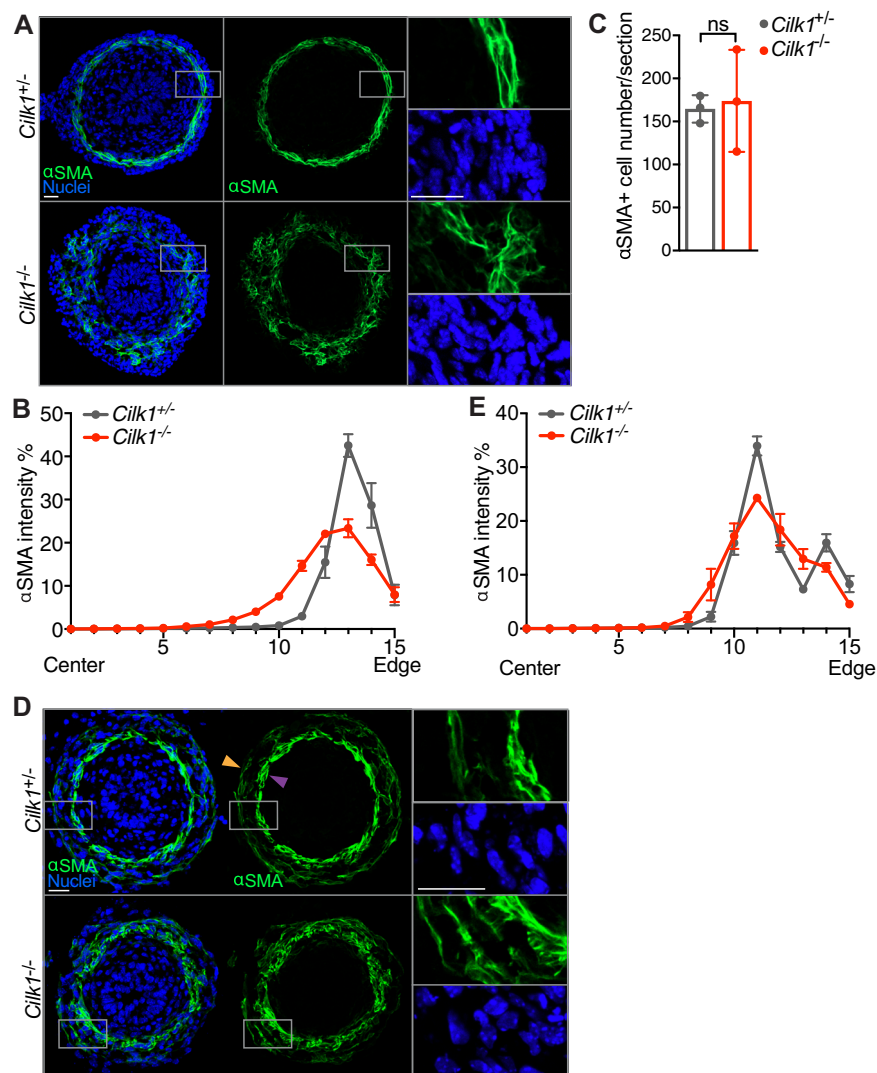 A
Cilk1+/-
αSMA
Nuclei
αSMA
Cilk1-/-
C
ns
Cilk1+/-
Cilk1-/-
αSMA+ cell number/section
250
200
150
100
50
0
B
Cilk1+/-
Cilk1-/-
αSMA intensity %
50
40
30
20
10
0
5
10
15
Center
Edge
E
Cilk1+/-
Cilk1-/-
αSMA intensity %
40
30
20
10
0
5
10
15
Center
Edge
D
Cilk1+/-
αSMA
Nuclei
αSMA
Cilk1-/-